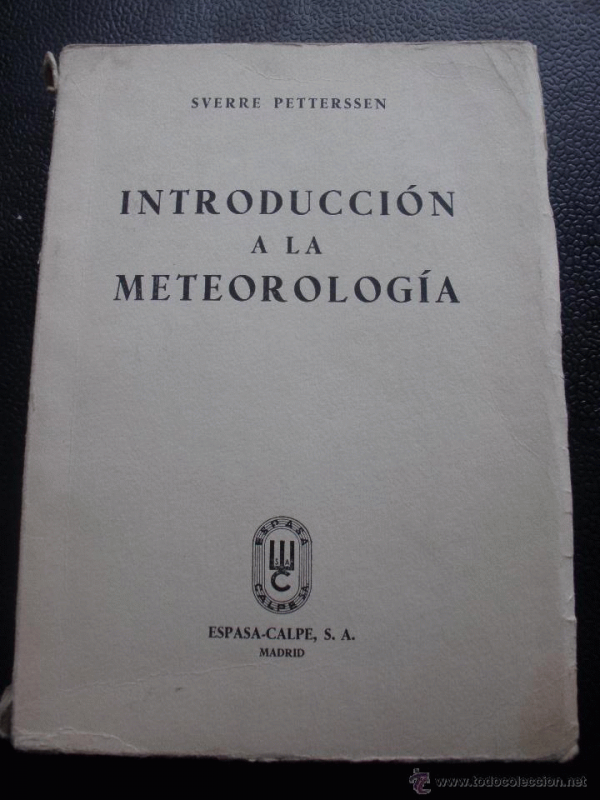 SVERRE PETTERSSEN
INTRODUCCIÓN
A LA
METEOROLOGÍA
ESPASA
S A
C
CALPE S.A.
ESPASA-CALPE, S. A.
MADRID
© www.todocoleccion.net